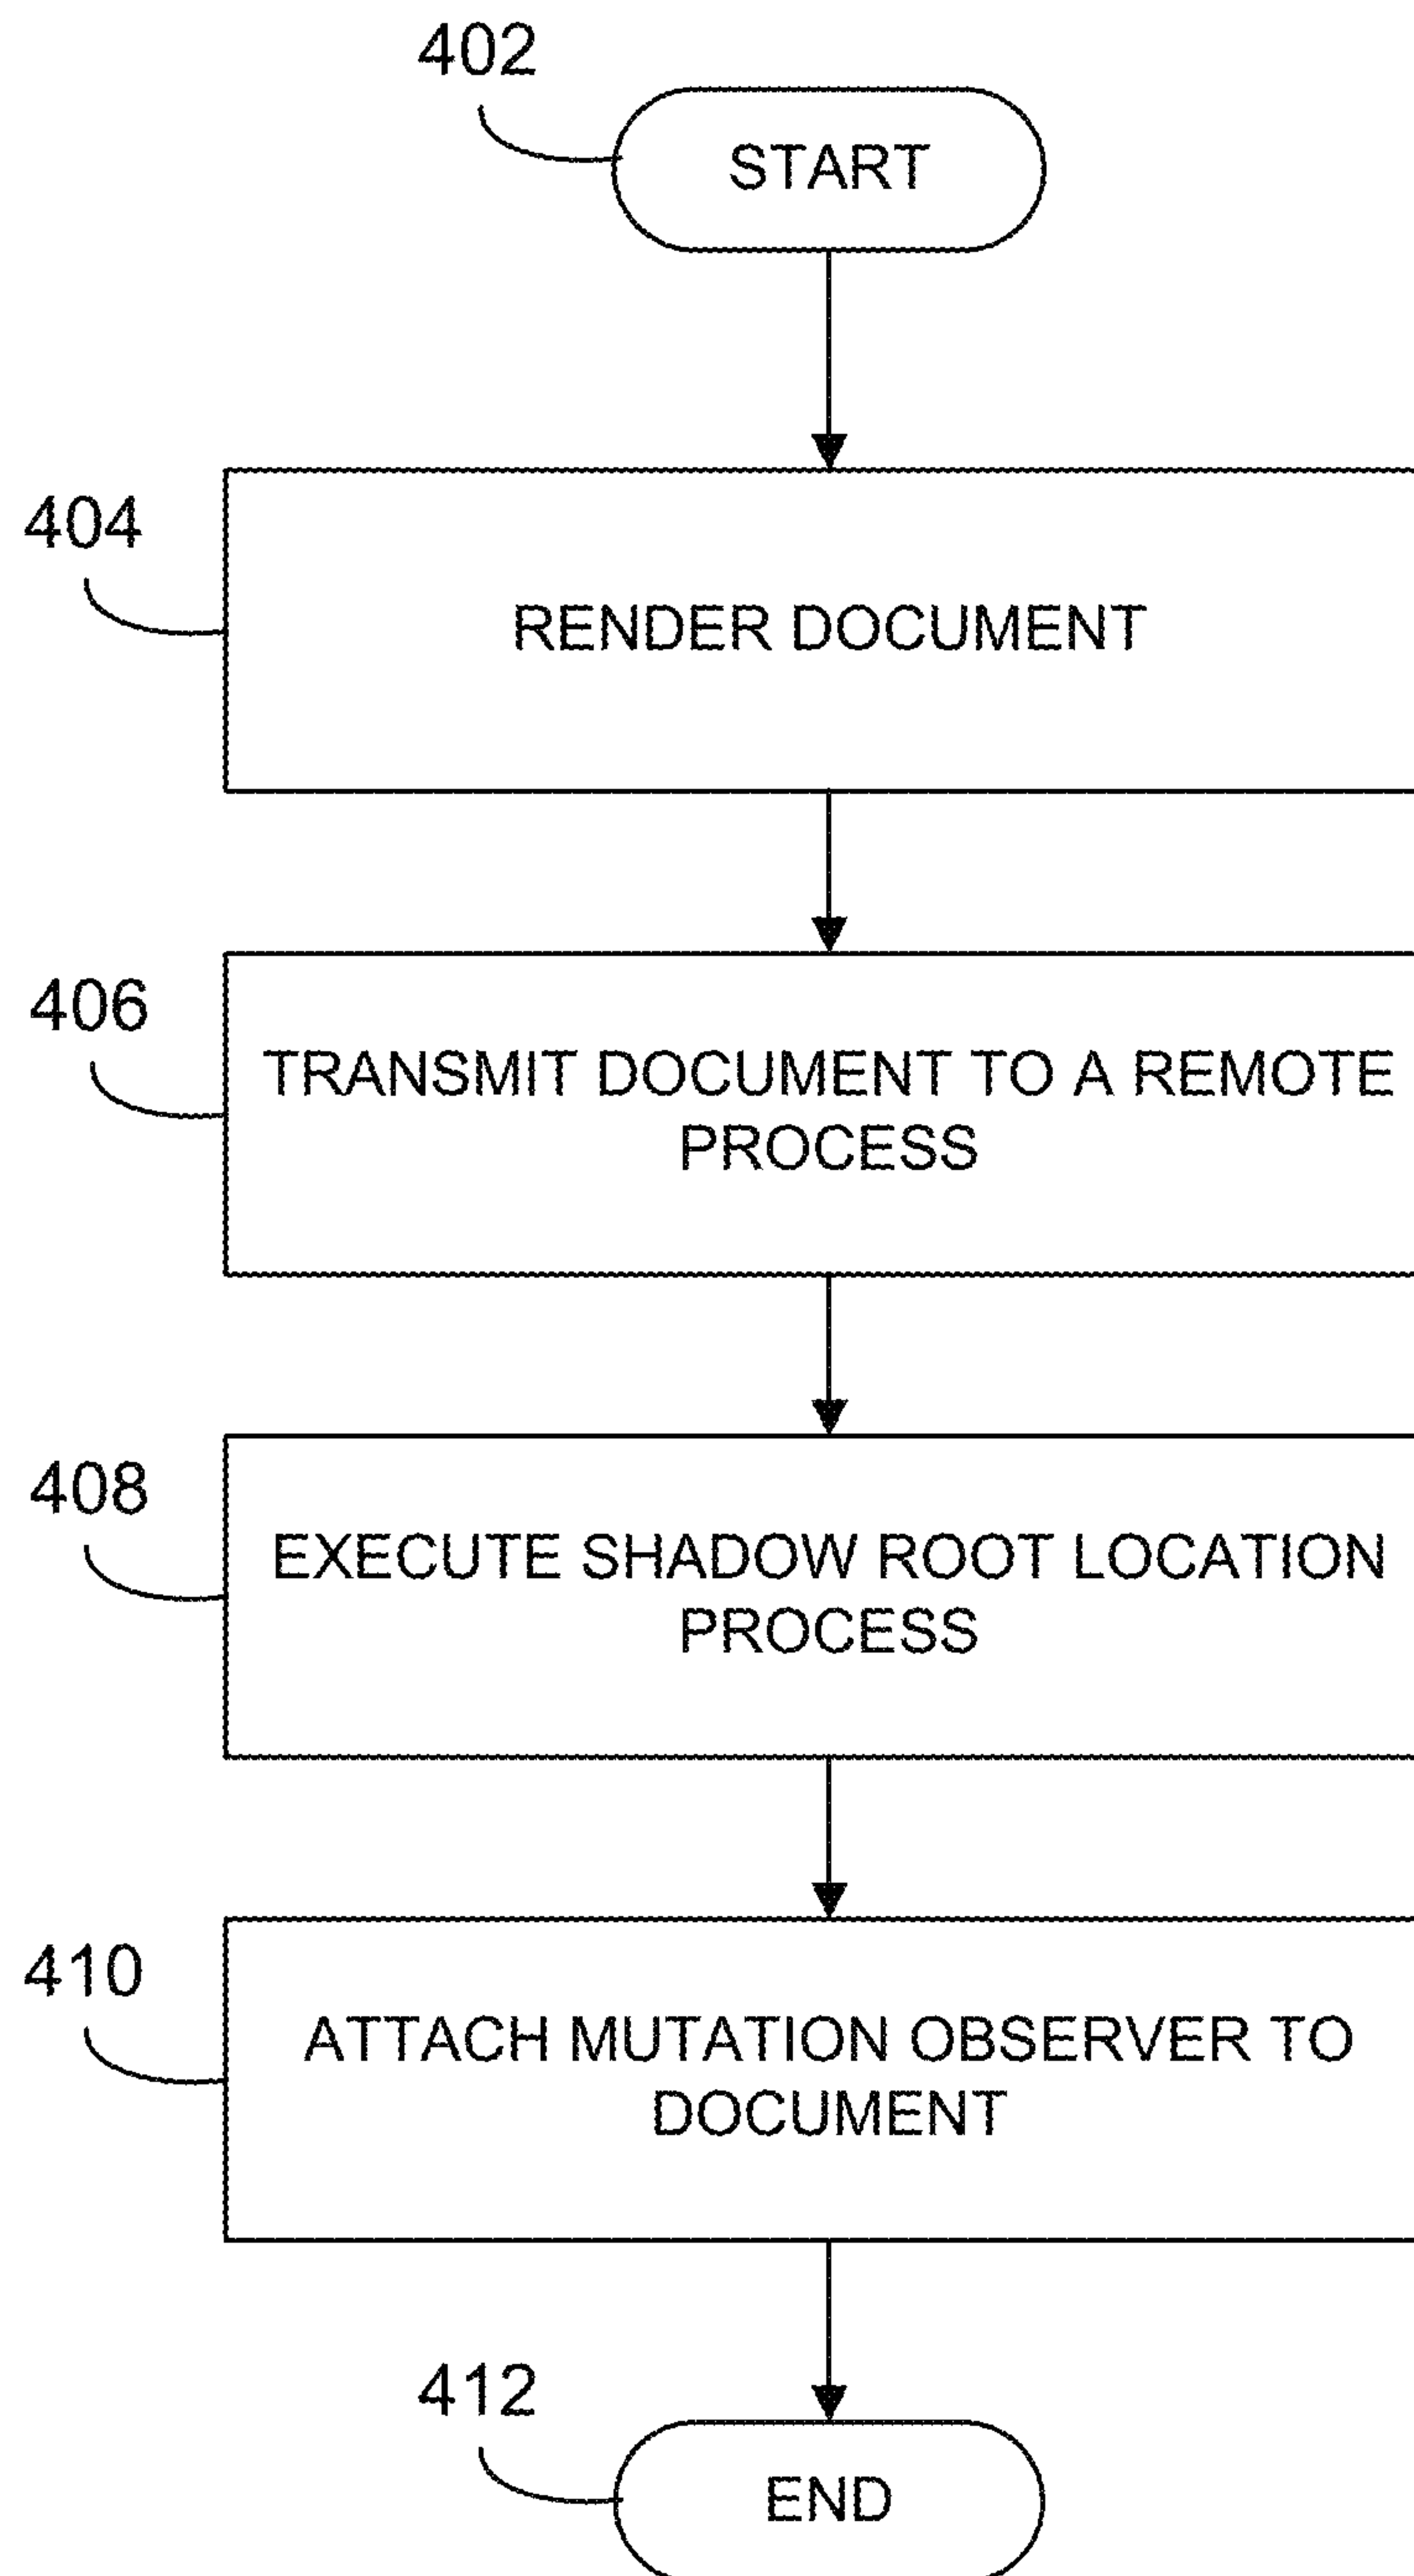 402
START
404
RENDER DOCUMENT
406
TRANSMIT DOCUMENT TO A REMOTE
PROCESS
408
EXECUTE SHADOW ROOT LOCATION
PROCESS
410
ATTACH MUTATION OBSERVER TO
DOCUMENT
412
END